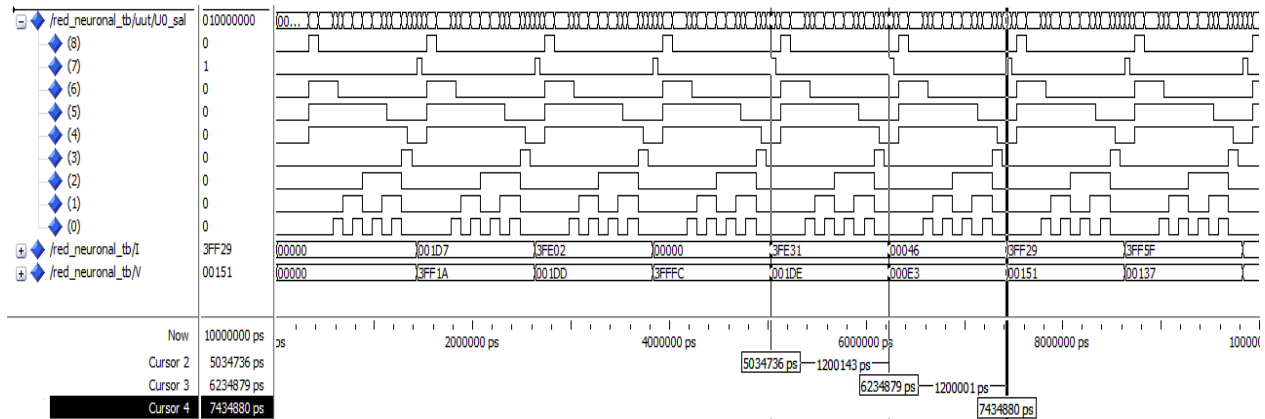 /red_neuronal_tb/uut/U0_sal 010000000 00...
(8) 0
(7) 1
(6) 0
(5) 0
(4) 0
(3) 0
(2) 0
(1) 0
(0) 0
/red_neuronal_tb/I 3FF29 00000 001D7 3FE02 00000 3FE31 00046 3FF29 3FF5F
/red_neuronal_tb/V 00151 00000 3FF1A 001DD 3FFFC 001DE 000E3 00151 00137
Now 10000000 ps ps 2000000 ps 4000000 ps 6000000 ps 8000000 ps 100000
Cursor 2 5034736 ps 5034736 ps 1200143 ps
Cursor 3 6234879 ps 6234879 ps 1200001 ps
Cursor 4 7434880 ps 7434880 ps